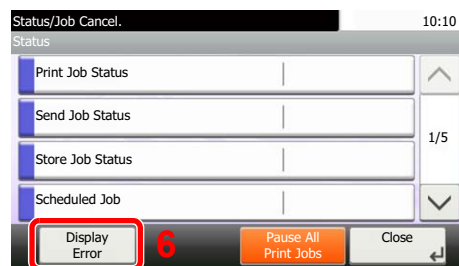 Status/Job Cancel. 10:10
Status
Print Job Status
Send Job Status
1/5
Store Job Status
Scheduled Job
Display
Error
6
Pause All
Print Jobs
Close